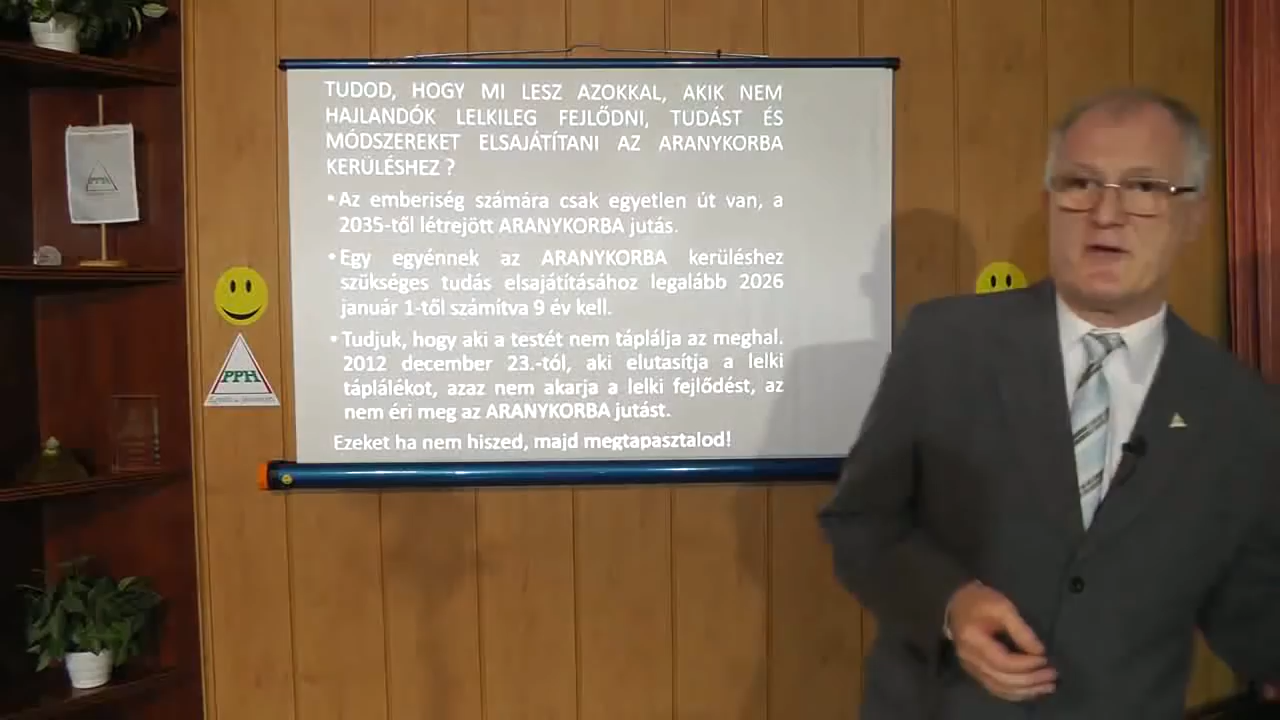 TUDOD, HOGY MI LESZ AZOKKAL, AKIK NEM
HAJLANDÓK LELKILEG FEJLŐDNI, TUDÁST ÉS
MÓDSZEREKET ELSAJÁTÍTANI AZ ARANYKORBA
KERÜLÉSHEZ ?
• Az emberiség számára csak egyetlen út van, a
2035-től létrejött ARANYKORBA jutás.
• Egy egyénnek az ARANYKORBA kerüléshez
szükséges tudás elsajátításához legalább 2026
január 1-től számítva 9 év kell.
• Tudjuk, hogy aki a testét nem táplálja az meghal.
2012 december 23.-tól, aki elutasítja a lelki
táplálékot, azaz nem akarja a lelki fejlődést, az
nem éri meg az ARANYKORBA jutást.
Ezeket ha nem hiszed, majd megtapasztalod!
PPH